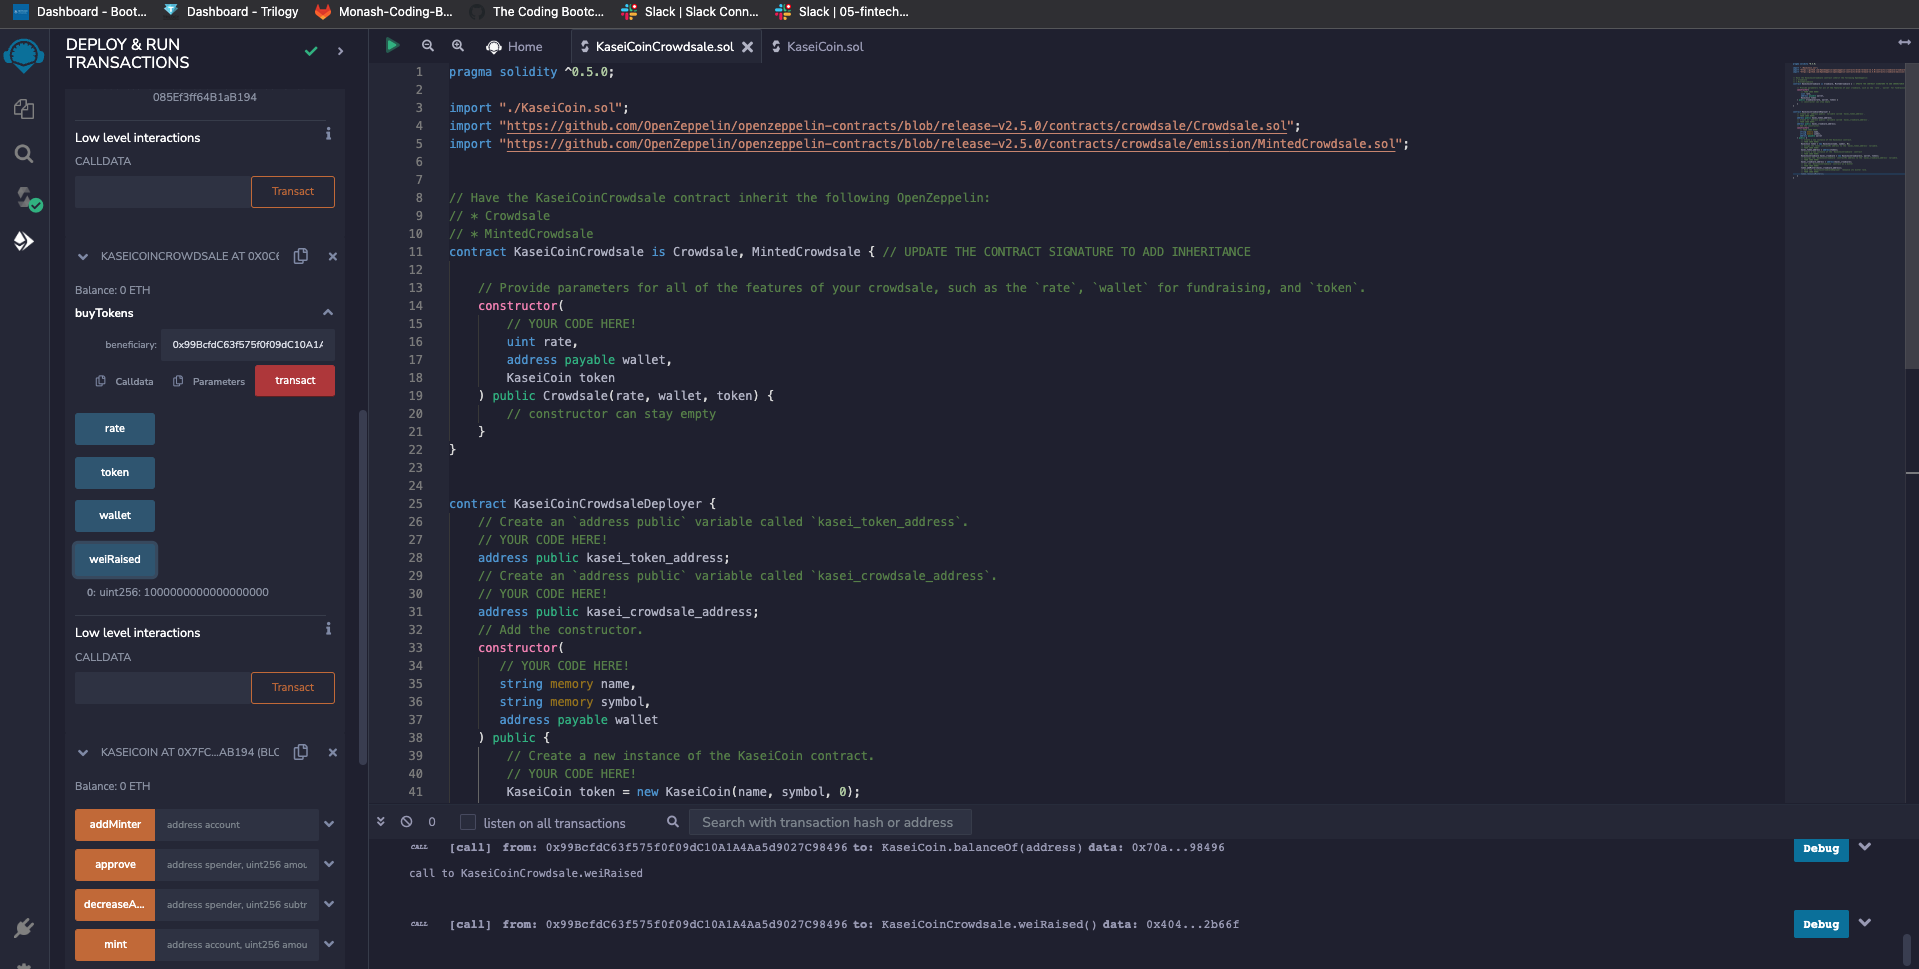 Dashboard - Boot...
Dashboard - Trilogy
Monash-Coding-B...
The Coding Bootc...
Slack | Slack Conn...
Slack | 05-fintech...
DEPLOY & RUN
TRANSACTIONS
085Ef3ff64B1aB194
Low level interactions
i
CALLDATA
Transact
KASEICOINCROWDSALE AT 0X0C6
Balance: 0 ETH
buyTokens
beneficiary:
0x99BcfdC63f575f0f09dC10A1A
Calldata
Parameters
transact
rate
token
wallet
weiRaised
0: uint256: 1000000000000000000
Low level interactions
i
CALLDATA
Transact
KASEICOIN AT 0X7FC...AB194 (BLC
Balance: 0 ETH
addMinter
address account
approve
address spender, uint256 amou
decreaseA...
address spender, uint256 subtr
mint
address account, uint256 amou
Home
KaseiCoinCrowdsale.sol
KaseiCoin.sol
1 pragma solidity ^0.5.0;
2
3 import "./KaseiCoin.sol";
4 import "https://github.com/OpenZeppelin/openzeppelin-contracts/blob/release-v2.5.0/contracts/crowdsale/Crowdsale.sol";
5 import "https://github.com/OpenZeppelin/openzeppelin-contracts/blob/release-v2.5.0/contracts/crowdsale/emission/MintedCrowdsale.sol";
6
7
8 // Have the KaseiCoinCrowdsale contract inherit the following OpenZeppelin:
9 // * Crowdsale
10 // * MintedCrowdsale
11 contract KaseiCoinCrowdsale is Crowdsale, MintedCrowdsale { // UPDATE THE CONTRACT SIGNATURE TO ADD INHERITANCE
12
13 // Provide parameters for all of the features of your crowdsale, such as the `rate`, `wallet` for fundraising, and `token`.
14 constructor(
15 // YOUR CODE HERE!
16 uint rate,
17 address payable wallet,
18 KaseiCoin token
19 ) public Crowdsale(rate, wallet, token) {
20 // constructor can stay empty
21 }
22 }
23
24
25 contract KaseiCoinCrowdsaleDeployer {
26 // Create an `address public` variable called `kasei_token_address`.
27 // YOUR CODE HERE!
28 address public kasei_token_address;
29 // Create an `address public` variable called `kasei_crowdsale_address`.
30 // YOUR CODE HERE!
31 address public kasei_crowdsale_address;
32 // Add the constructor.
33 constructor(
34 // YOUR CODE HERE!
35 string memory name,
36 string memory symbol,
37 address payable wallet
38 ) public {
39 // Create a new instance of the KaseiCoin contract.
40 // YOUR CODE HERE!
41 KaseiCoin token = new KaseiCoin(name, symbol, 0);
0
listen on all transactions
Search with transaction hash or address
CALL [call] from: 0x99BcfdC63f575f0f09dC10A1A4Aa5d9027C98496 to: KaseiCoin.balanceOf(address) data: 0x70a...98496
Debug
call to KaseiCoinCrowdsale.weiRaised
CALL [call] from: 0x99BcfdC63f575f0f09dC10A1A4Aa5d9027C98496 to: KaseiCoinCrowdsale.weiRaised() data: 0x404...2b66f
Debug